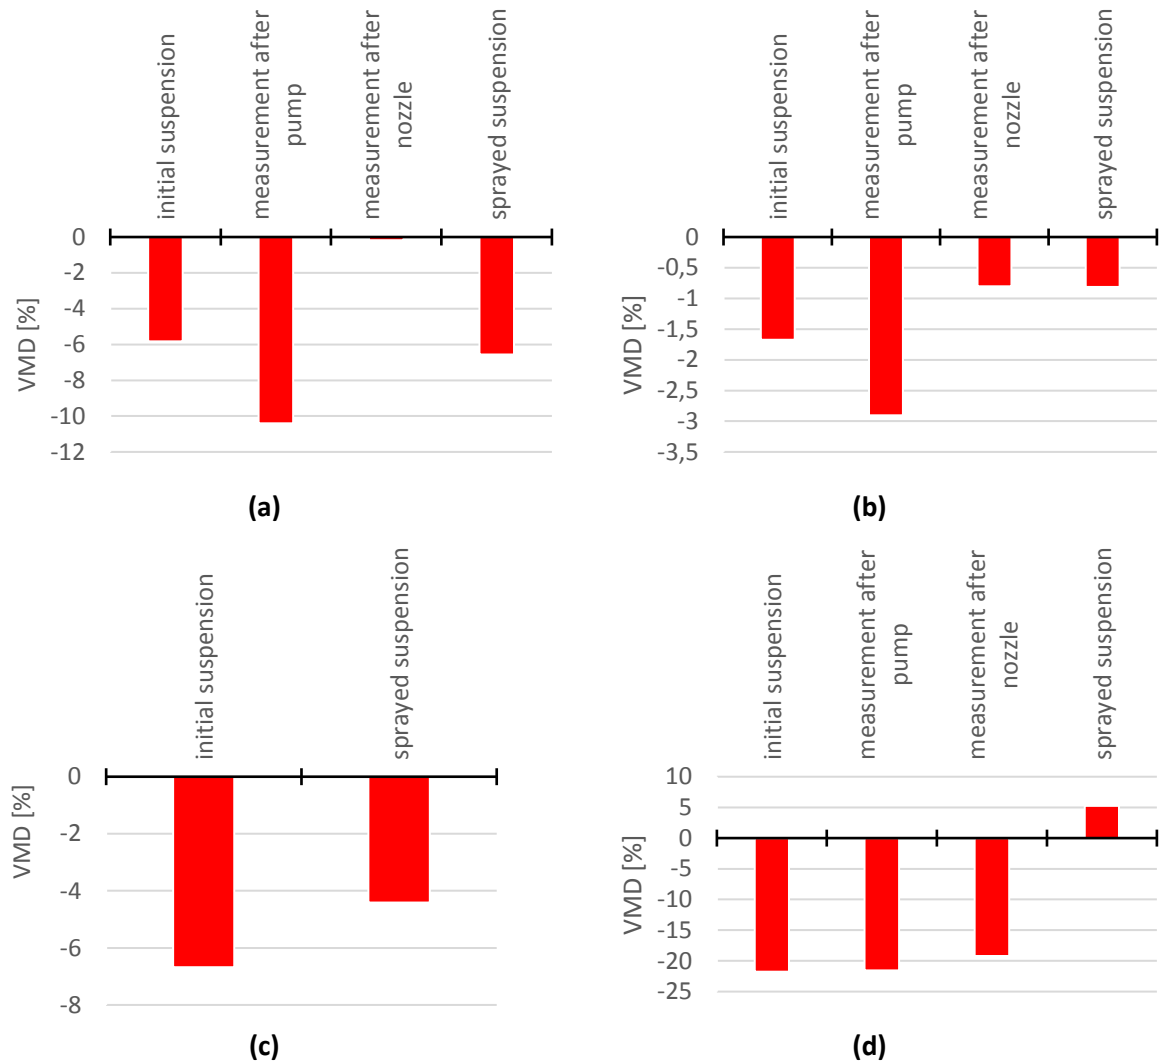 initial suspension
measurement after
pump
measurement after
nozzle
sprayed suspension
0
-2
-4
-6
-8
-10
-12
VMD [%]
(a)
initial suspension
measurement after
pump
measurement after
nozzle
sprayed suspension
0
-0,5
-1
-1,5
-2
-2,5
-3
-3,5
VMD [%]
(b)
initial suspension
sprayed suspension
0
-2
-4
-6
-8
VMD [%]
(c)
initial suspension
measurement after
pump
measurement after
nozzle
sprayed suspension
10
5
0
-5
-10
-15
-20
-25
VMD [%]
(d)